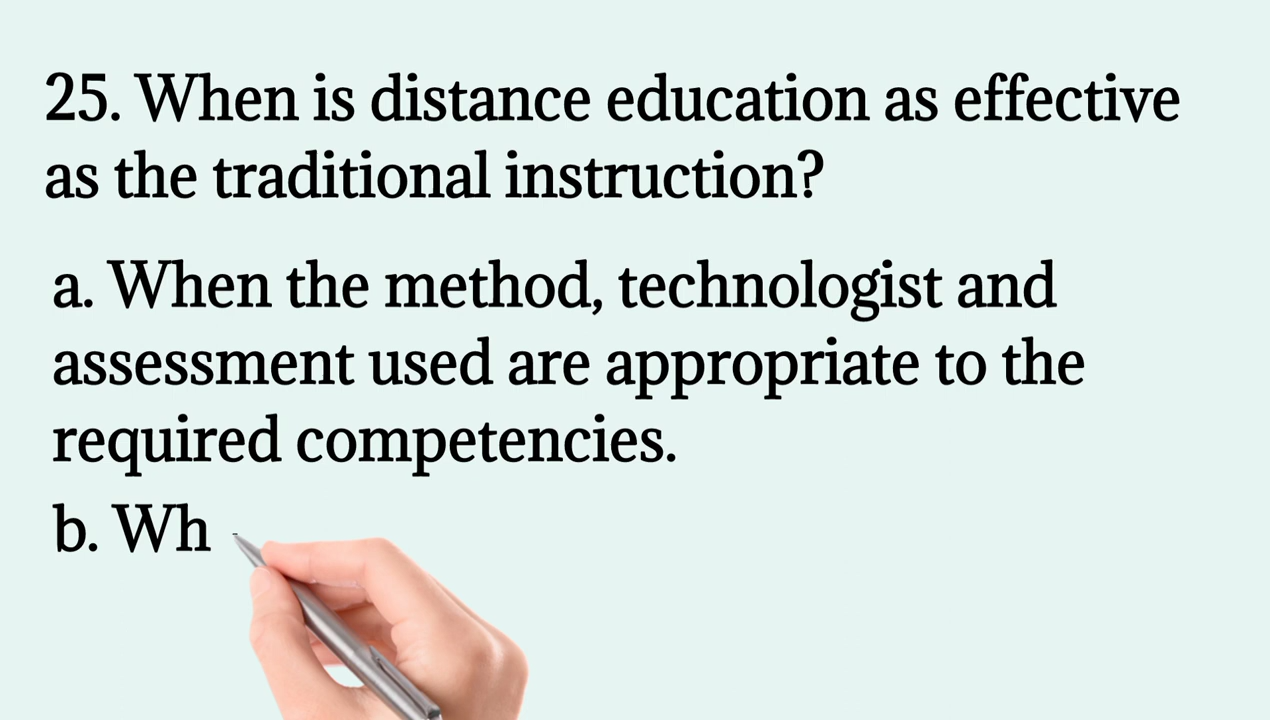 25. When is distance education as effective
as the traditional instruction?
a. When the method, technologist and
assessment used are appropriate to the
required competencies.
b. Wh